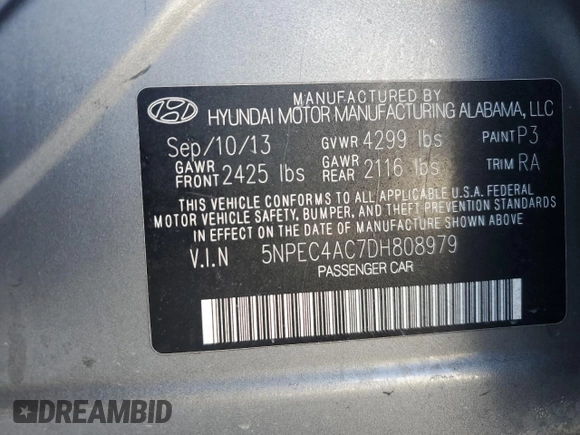 MANUFACTURED BY
HYUNDAI MOTOR MANUFACTURING ALABAMA, LLC
Sep/10/13 GVWR 4299 lbs PAINT P3
GAWR FRONT 2425 lbs GAWR REAR 2116 lbs TRIM RA
THIS VEHICLE CONFORMS TO ALL APPLICABLE U.S.A. FEDERAL
MOTOR VEHICLE SAFETY, BUMPER, AND THEFT PREVENTION STANDARDS
IN EFFECT ON THE DATE OF MANUFACTURE SHOWN ABOVE.
V.I.N 5NPEC4AC7DH808979
PASSENGER CAR
DREAMBID